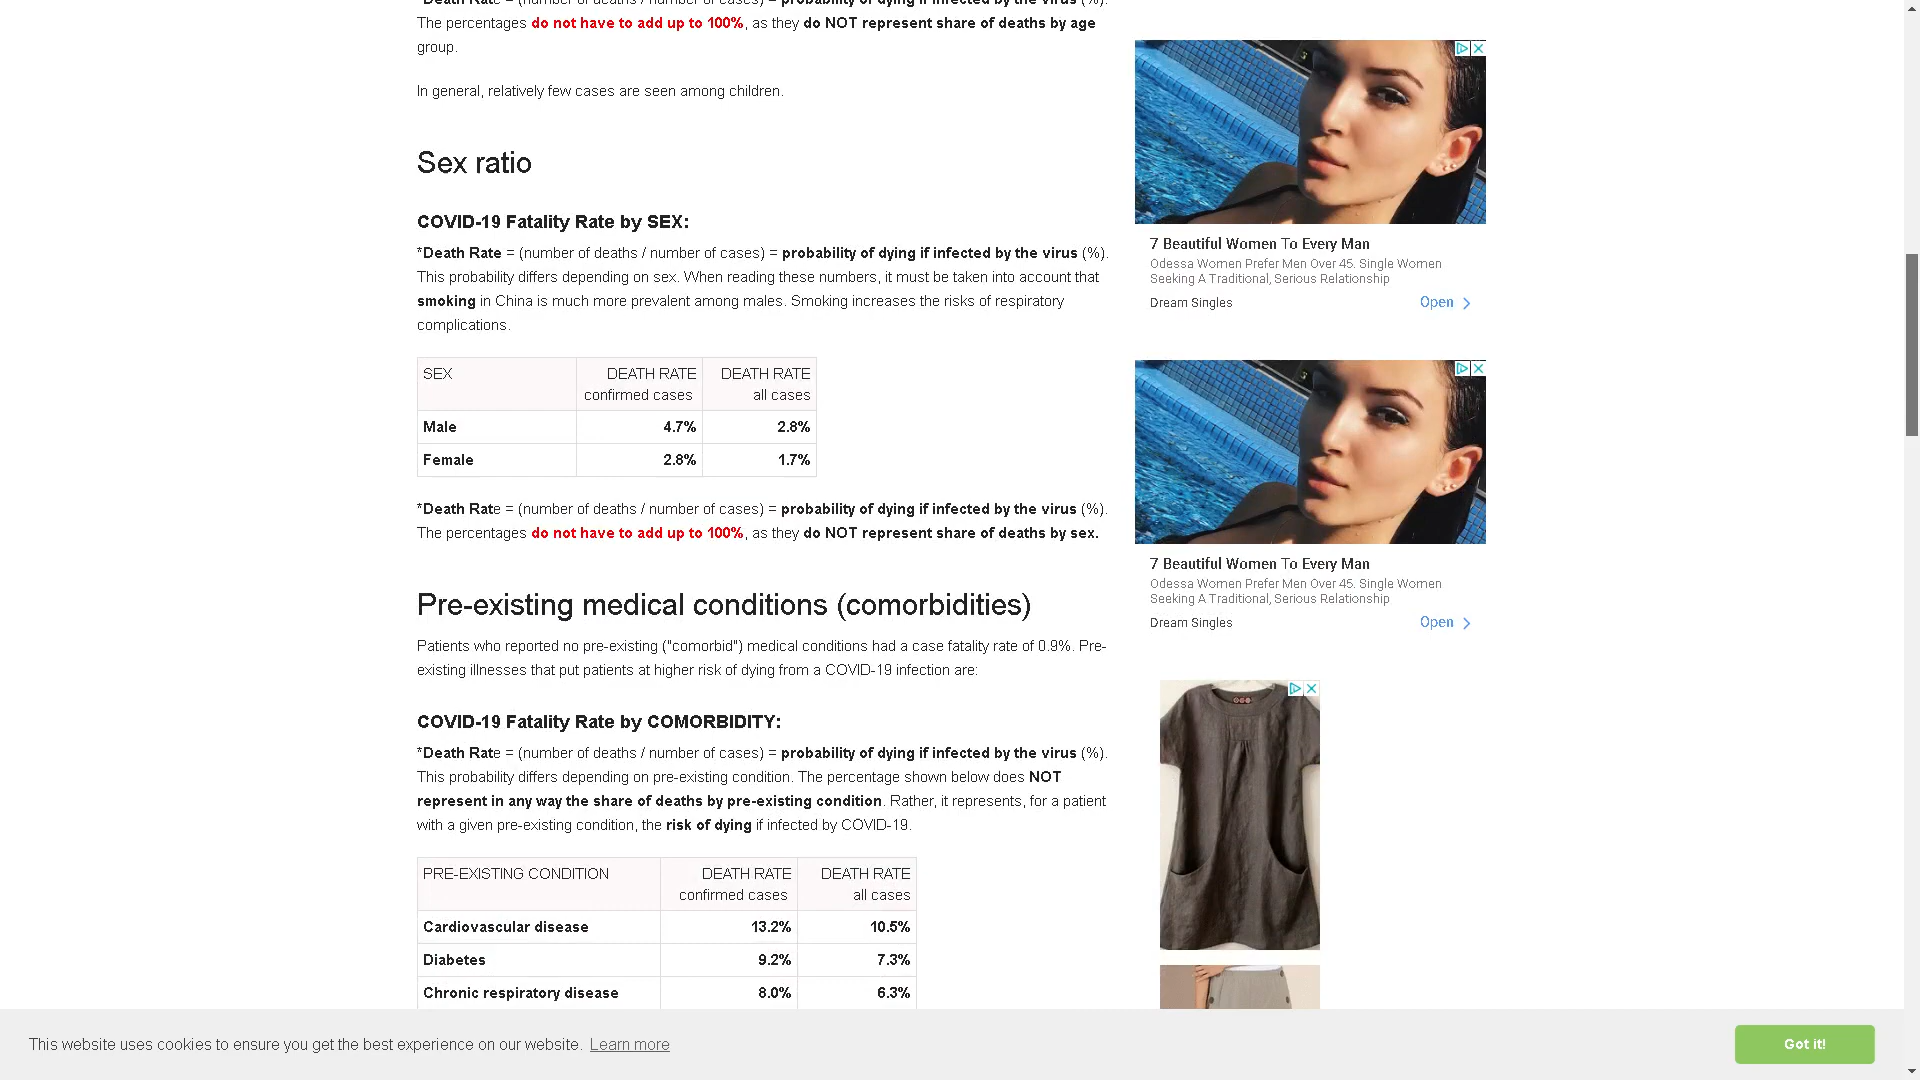 The percentages do not have to add up to 100%, as they do NOT represent share of deaths by age
group.
In general, relatively few cases are seen among children.
Sex ratio
COVID-19 Fatality Rate by SEX:
*Death Rate = (number of deaths / number of cases) = probability of dying if infected by the virus (%).
This probability differs depending on sex. When reading these numbers, it must be taken into account that
smoking in China is much more prevalent among males. Smoking increases the risks of respiratory
complications.
SEX DEATH RATE DEATH RATE
confirmed cases all cases
Male 4.7% 2.8%
Female 2.8% 1.7%
*Death Rate = (number of deaths / number of cases) = probability of dying if infected by the virus (%).
The percentages do not have to add up to 100%, as they do NOT represent share of deaths by sex.
Pre-existing medical conditions (comorbidities)
Patients who reported no pre-existing ("comorbid") medical conditions had a case fatality rate of 0.9%. Pre-
existing illnesses that put patients at higher risk of dying from a COVID-19 infection are:
COVID-19 Fatality Rate by COMORBIDITY:
*Death Rate = (number of deaths / number of cases) = probability of dying if infected by the virus (%).
This probability differs depending on pre-existing condition. The percentage shown below does NOT
represent in any way the share of deaths by pre-existing condition. Rather, it represents, for a patient
with a given pre-existing condition, the risk of dying if infected by COVID-19.
PRE-EXISTING CONDITION DEATH RATE DEATH RATE
confirmed cases all cases
Cardiovascular disease 13.2% 10.5%
Diabetes 9.2% 7.3%
Chronic respiratory disease 8.0% 6.3%
7 Beautiful Women To Every Man
Odessa Women Prefer Men Over 45. Single Women
Seeking A Traditional, Serious Relationship
Dream Singles Open
7 Beautiful Women To Every Man
Odessa Women Prefer Men Over 45. Single Women
Seeking A Traditional, Serious Relationship
Dream Singles Open
This website uses cookies to ensure you get the best experience on our website. Learn more
Got it!